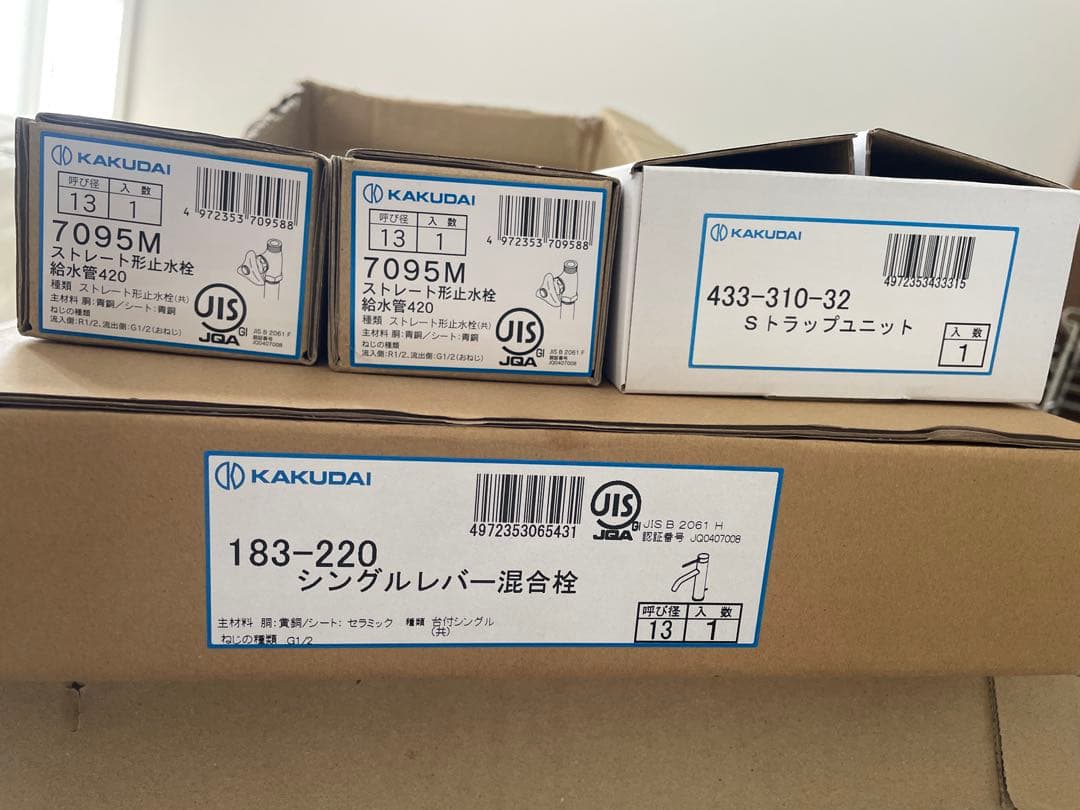 KAKUDAI
呼び径 入数
13 1
4 972353 709588
7095M
ストレート形止水栓
給水管420
種類 ストレート形止水栓(共)
主材料 胴:青銅/シート:青銅
ねじの種類
流入側:R1/2、流出側:G1/2(おねじ)
JIS
GI
JQA
JIS B 2061 F
認証番号
JQ0407008
KAKUDAI
呼び径 入数
13 1
4 972353 709588
7095M
ストレート形止水栓
給水管420
種類 ストレート形止水栓(共)
主材料 胴:青銅/シート:青銅
ねじの種類
流入側:R1/2、流出側:G1/2(おねじ)
JIS
GI
JQA
JIS B 2061 F
認証番号
JQ0407008
KAKUDAI
4972353433315
433-310-32
Sトラップユニット
入数
1
KAKUDAI
4972353065431
JIS
GI
JQA
JIS B 2061 H
認証番号 JQ0407008
183-220
シングルレバー混合栓
主材料 胴:黄銅/シート:セラミック 種類 台付シングル
(共)
ねじの種類 G1/2
呼び径 入数
13 1